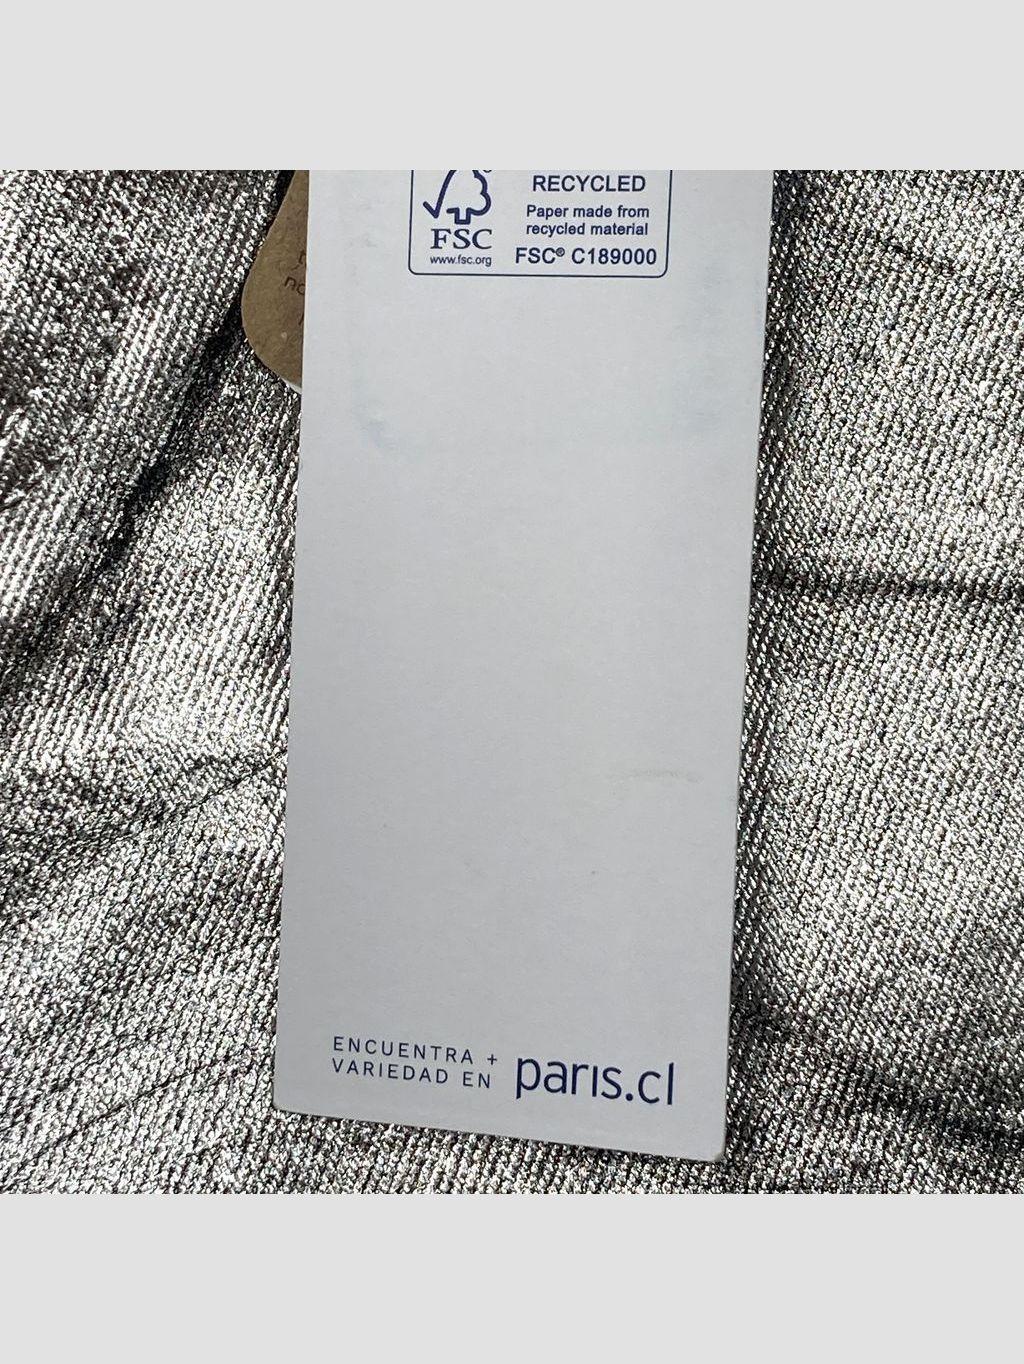 RECYCLED
Paper made from
recycled material
FSC
www.fsc.org
FSC® C189000
ENCUENTRA +
VARIEDAD EN
paris.cl